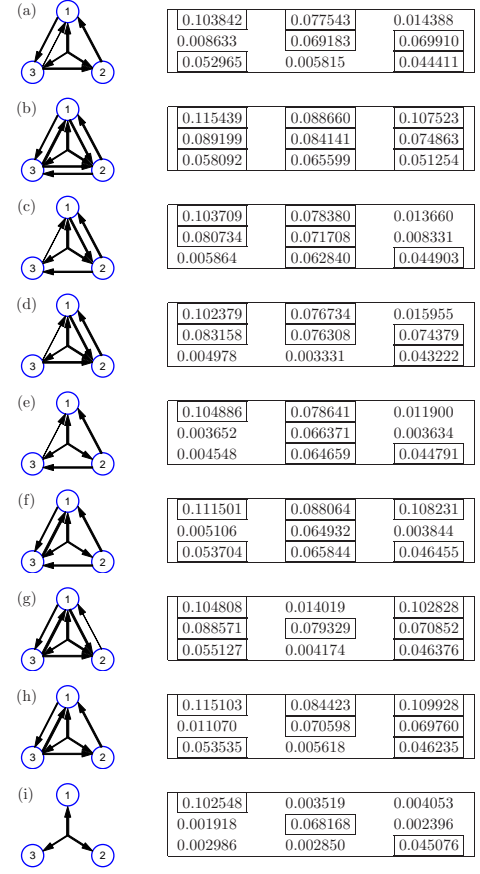 (a)
1
3 2
0.103842 0.077543 0.014388
0.008633 0.069183 0.069910
0.052965 0.005815 0.044411
(b)
1
3 2
0.115439 0.088660 0.107523
0.089199 0.084141 0.074863
0.058092 0.065599 0.051254
(c)
1
3 2
0.103709 0.078380 0.013660
0.080734 0.071708 0.008331
0.005864 0.062840 0.044903
(d)
1
3 2
0.102379 0.076734 0.015955
0.083158 0.076308 0.074379
0.004978 0.003331 0.043222
(e)
1
3 2
0.104886 0.078641 0.011900
0.003652 0.066371 0.003634
0.004548 0.064659 0.044791
(f)
1
3 2
0.111501 0.088064 0.108231
0.005106 0.064932 0.003844
0.053704 0.065844 0.046455
(g)
1
3 2
0.104808 0.014019 0.102828
0.088571 0.079329 0.070852
0.055127 0.004174 0.046376
(h)
1
3 2
0.115103 0.084423 0.109928
0.011070 0.070598 0.069760
0.053535 0.005618 0.046235
(i)
1
3 2
0.102548 0.003519 0.004053
0.001918 0.068168 0.002396
0.002986 0.002850 0.045076